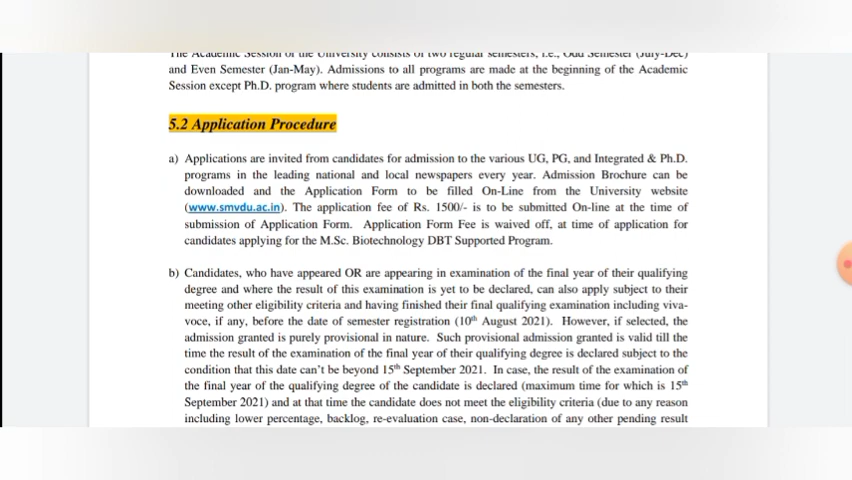 The Academic Session of the University consists of two regular semesters, i.e., Odd Semester (July-Dec)
and Even Semester (Jan-May). Admissions to all programs are made at the beginning of the Academic
Session except Ph.D. program where students are admitted in both the semesters.
5.2 Application Procedure
a) Applications are invited from candidates for admission to the various UG, PG, and Integrated & Ph.D.
programs in the leading national and local newspapers every year. Admission Brochure can be
downloaded and the Application Form to be filled On-Line from the University website
(www.smvdu.ac.in). The application fee of Rs. 1500/- is to be submitted On-line at the time of
submission of Application Form. Application Form Fee is waived off, at time of application for
candidates applying for the M.Sc. Biotechnology DBT Supported Program.
b) Candidates, who have appeared OR are appearing in examination of the final year of their qualifying
degree and where the result of this examination is yet to be declared, can also apply subject to their
meeting other eligibility criteria and having finished their final qualifying examination including viva-
voce, if any, before the date of semester registration (10th August 2021). However, if selected, the
admission granted is purely provisional in nature. Such provisional admission granted is valid till the
time the result of the examination of the final year of their qualifying degree is declared subject to the
condition that this date can't be beyond 15th September 2021. In case, the result of the examination of
the final year of the qualifying degree of the candidate is declared (maximum time for which is 15th
September 2021) and at that time the candidate does not meet the eligibility criteria (due to any reason
including lower percentage, backlog, re-evaluation case, non-declaration of any other pending result